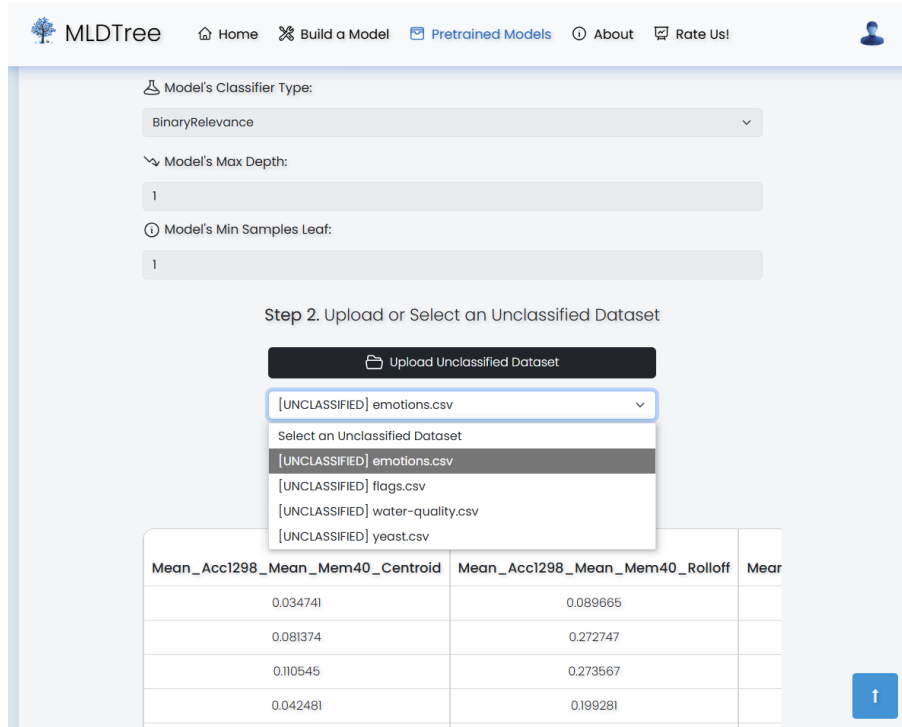 MLDTree Home Build a Model Pretrained Models About Rate Us!
Model's Classifier Type:
BinaryRelevance
Model's Max Depth:
1
Model's Min Samples Leaf:
1
Step 2. Upload or Select an Unclassified Dataset
Upload Unclassified Dataset
[UNCLASSIFIED] emotions.csv
Select an Unclassified Dataset
[UNCLASSIFIED] emotions.csv
[UNCLASSIFIED] flags.csv
[UNCLASSIFIED] water-quality.csv
[UNCLASSIFIED] yeast.csv
Mean_Acc1298_Mean_Mem40_Centroid Mean_Acc1298_Mean_Mem40_Rolloff Mear
0.034741 0.089665
0.081374 0.272747
0.110545 0.273567
0.042481 0.199281